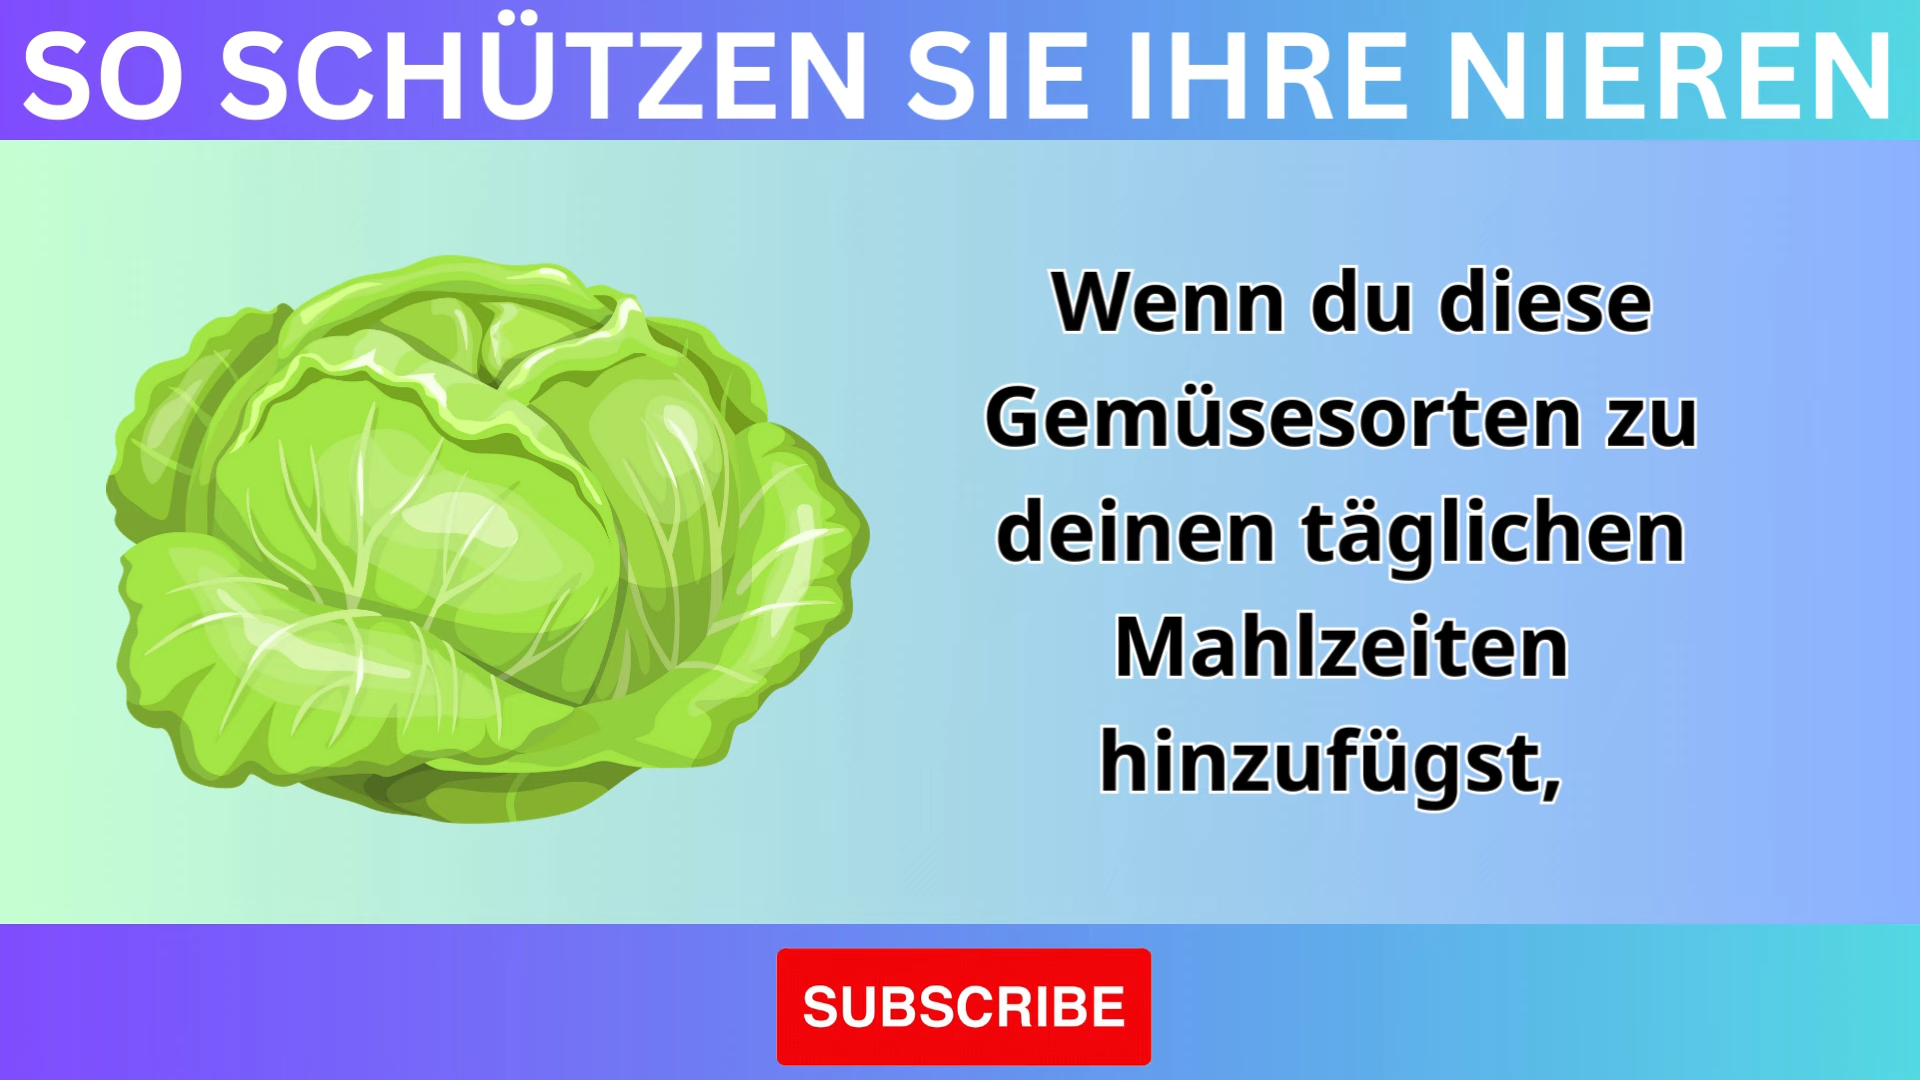 SO SCHÜTZEN SIE IHRE NIEREN
Wenn du diese
Gemüsesorten zu
deinen täglichen
Mahlzeiten
hinzufügst,
SUBSCRIBE